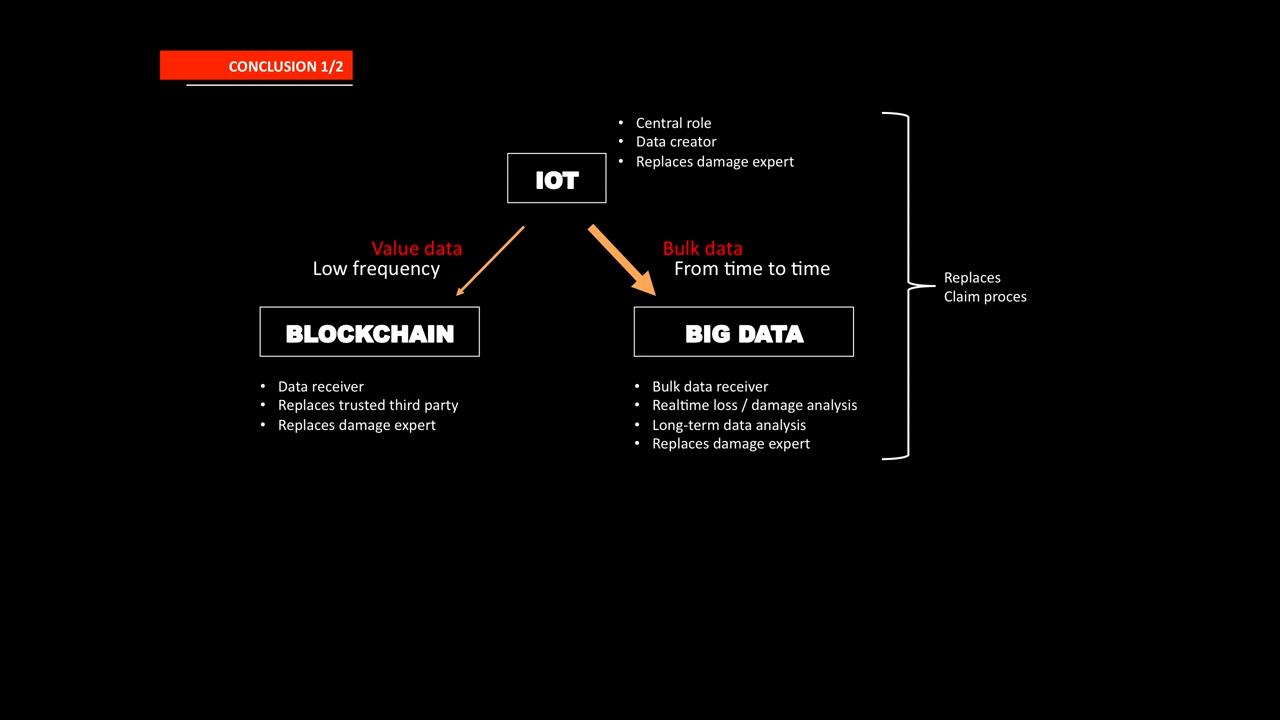 CONCLUSION 1/2
• Central role
• Data creator
• Replaces damage expert
IOT
Value data
Low frequency
Bulk data
From time to time
Replaces
Claim proces
BLOCKCHAIN
• Data receiver
• Replaces trusted third party
• Replaces damage expert
BIG DATA
• Bulk data receiver
• Realtime loss / damage analysis
• Long-term data analysis
• Replaces damage expert